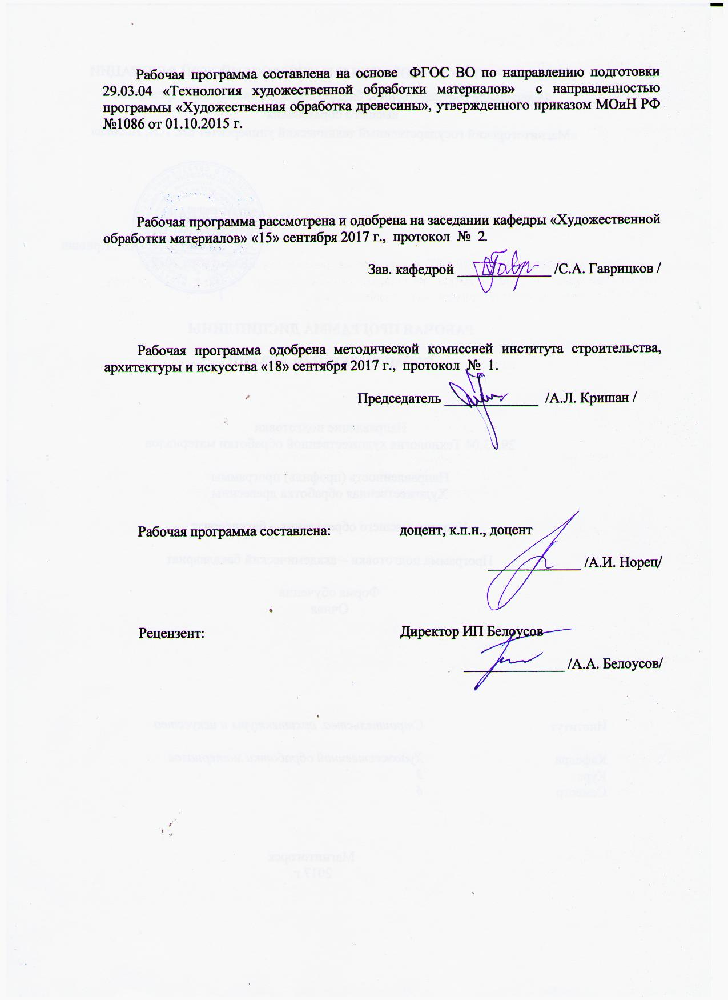 Рабочая программа составлена на основе ФГОС ВО по направлению подготовки
29.03.04 «Технология художественной обработки материалов» с направленностью
программы «Художественная обработка древесины», утвержденного приказом МОиН РФ
№1086 от 01.10.2015 г.
Рабочая программа рассмотрена и одобрена на заседании кафедры «Художественной
обработки материалов» «15» сентября 2017 г., протокол № 2.
Зав. кафедрой _____________ /С.А. Гаврицков /
Рабочая программа одобрена методической комиссией института строительства,
архитектуры и искусства «18» сентября 2017 г., протокол № 1.
Председатель _____________ /А.Л. Кришан /
Рабочая программа составлена: доцент, к.п.н., доцент
_____________ /А.И. Норец/
Рецензент: Директор ИП Белоусов
______________ /А.А. Белоусов/